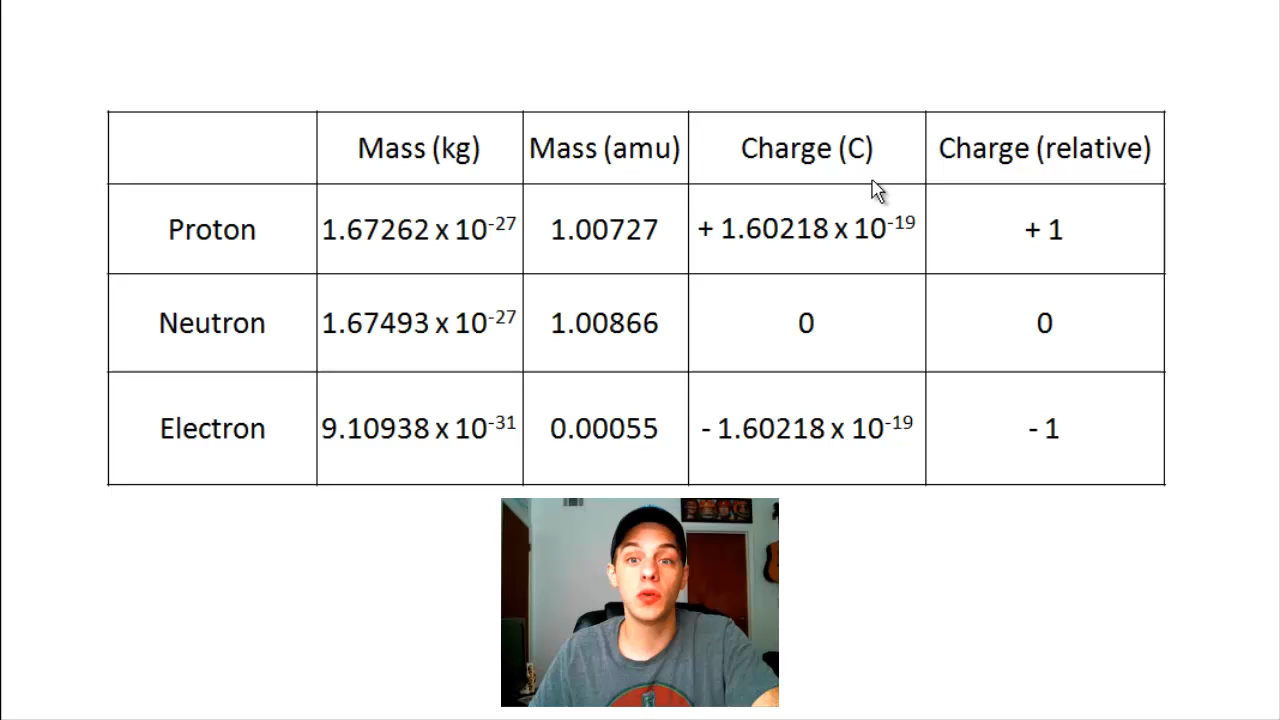 Mass (kg) Mass (amu) Charge (C) Charge (relative)
Proton 1.67262 x 10⁻²⁷ 1.00727 + 1.60218 x 10⁻¹⁹ + 1
Neutron 1.67493 x 10⁻²⁷ 1.00866 0 0
Electron 9.10938 x 10⁻³¹ 0.00055 - 1.60218 x 10⁻¹⁹ - 1